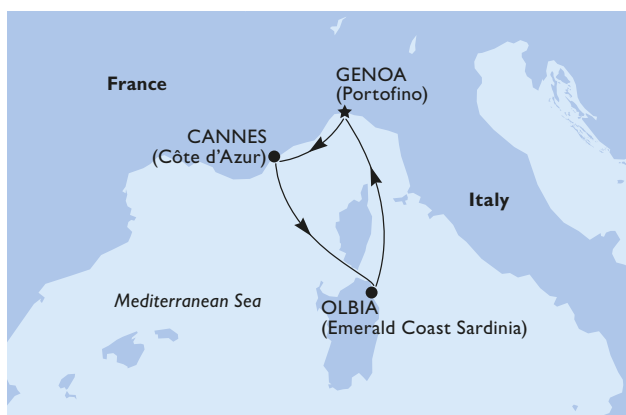 France
GENOA
(Portofino)
CANNES
(Côte d'Azur)
Italy
Mediterranean Sea
OLBIA
(Emerald Coast Sardinia)